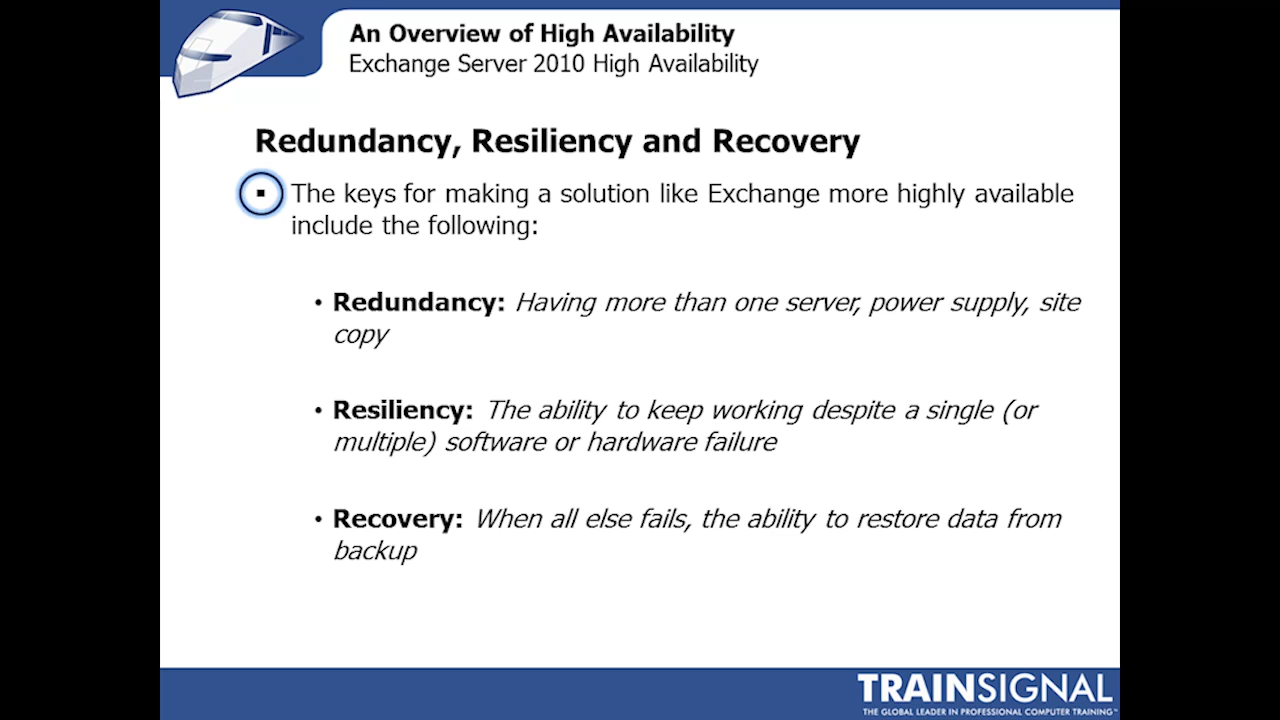 An Overview of High Availability
Exchange Server 2010 High Availability
Redundancy, Resiliency and Recovery
▪ The keys for making a solution like Exchange more highly available
include the following:
• Redundancy: Having more than one server, power supply, site
copy
• Resiliency: The ability to keep working despite a single (or
multiple) software or hardware failure
• Recovery: When all else fails, the ability to restore data from
backup
TRAINSIGNAL
THE GLOBAL LEADER IN PROFESSIONAL COMPUTER TRAINING™